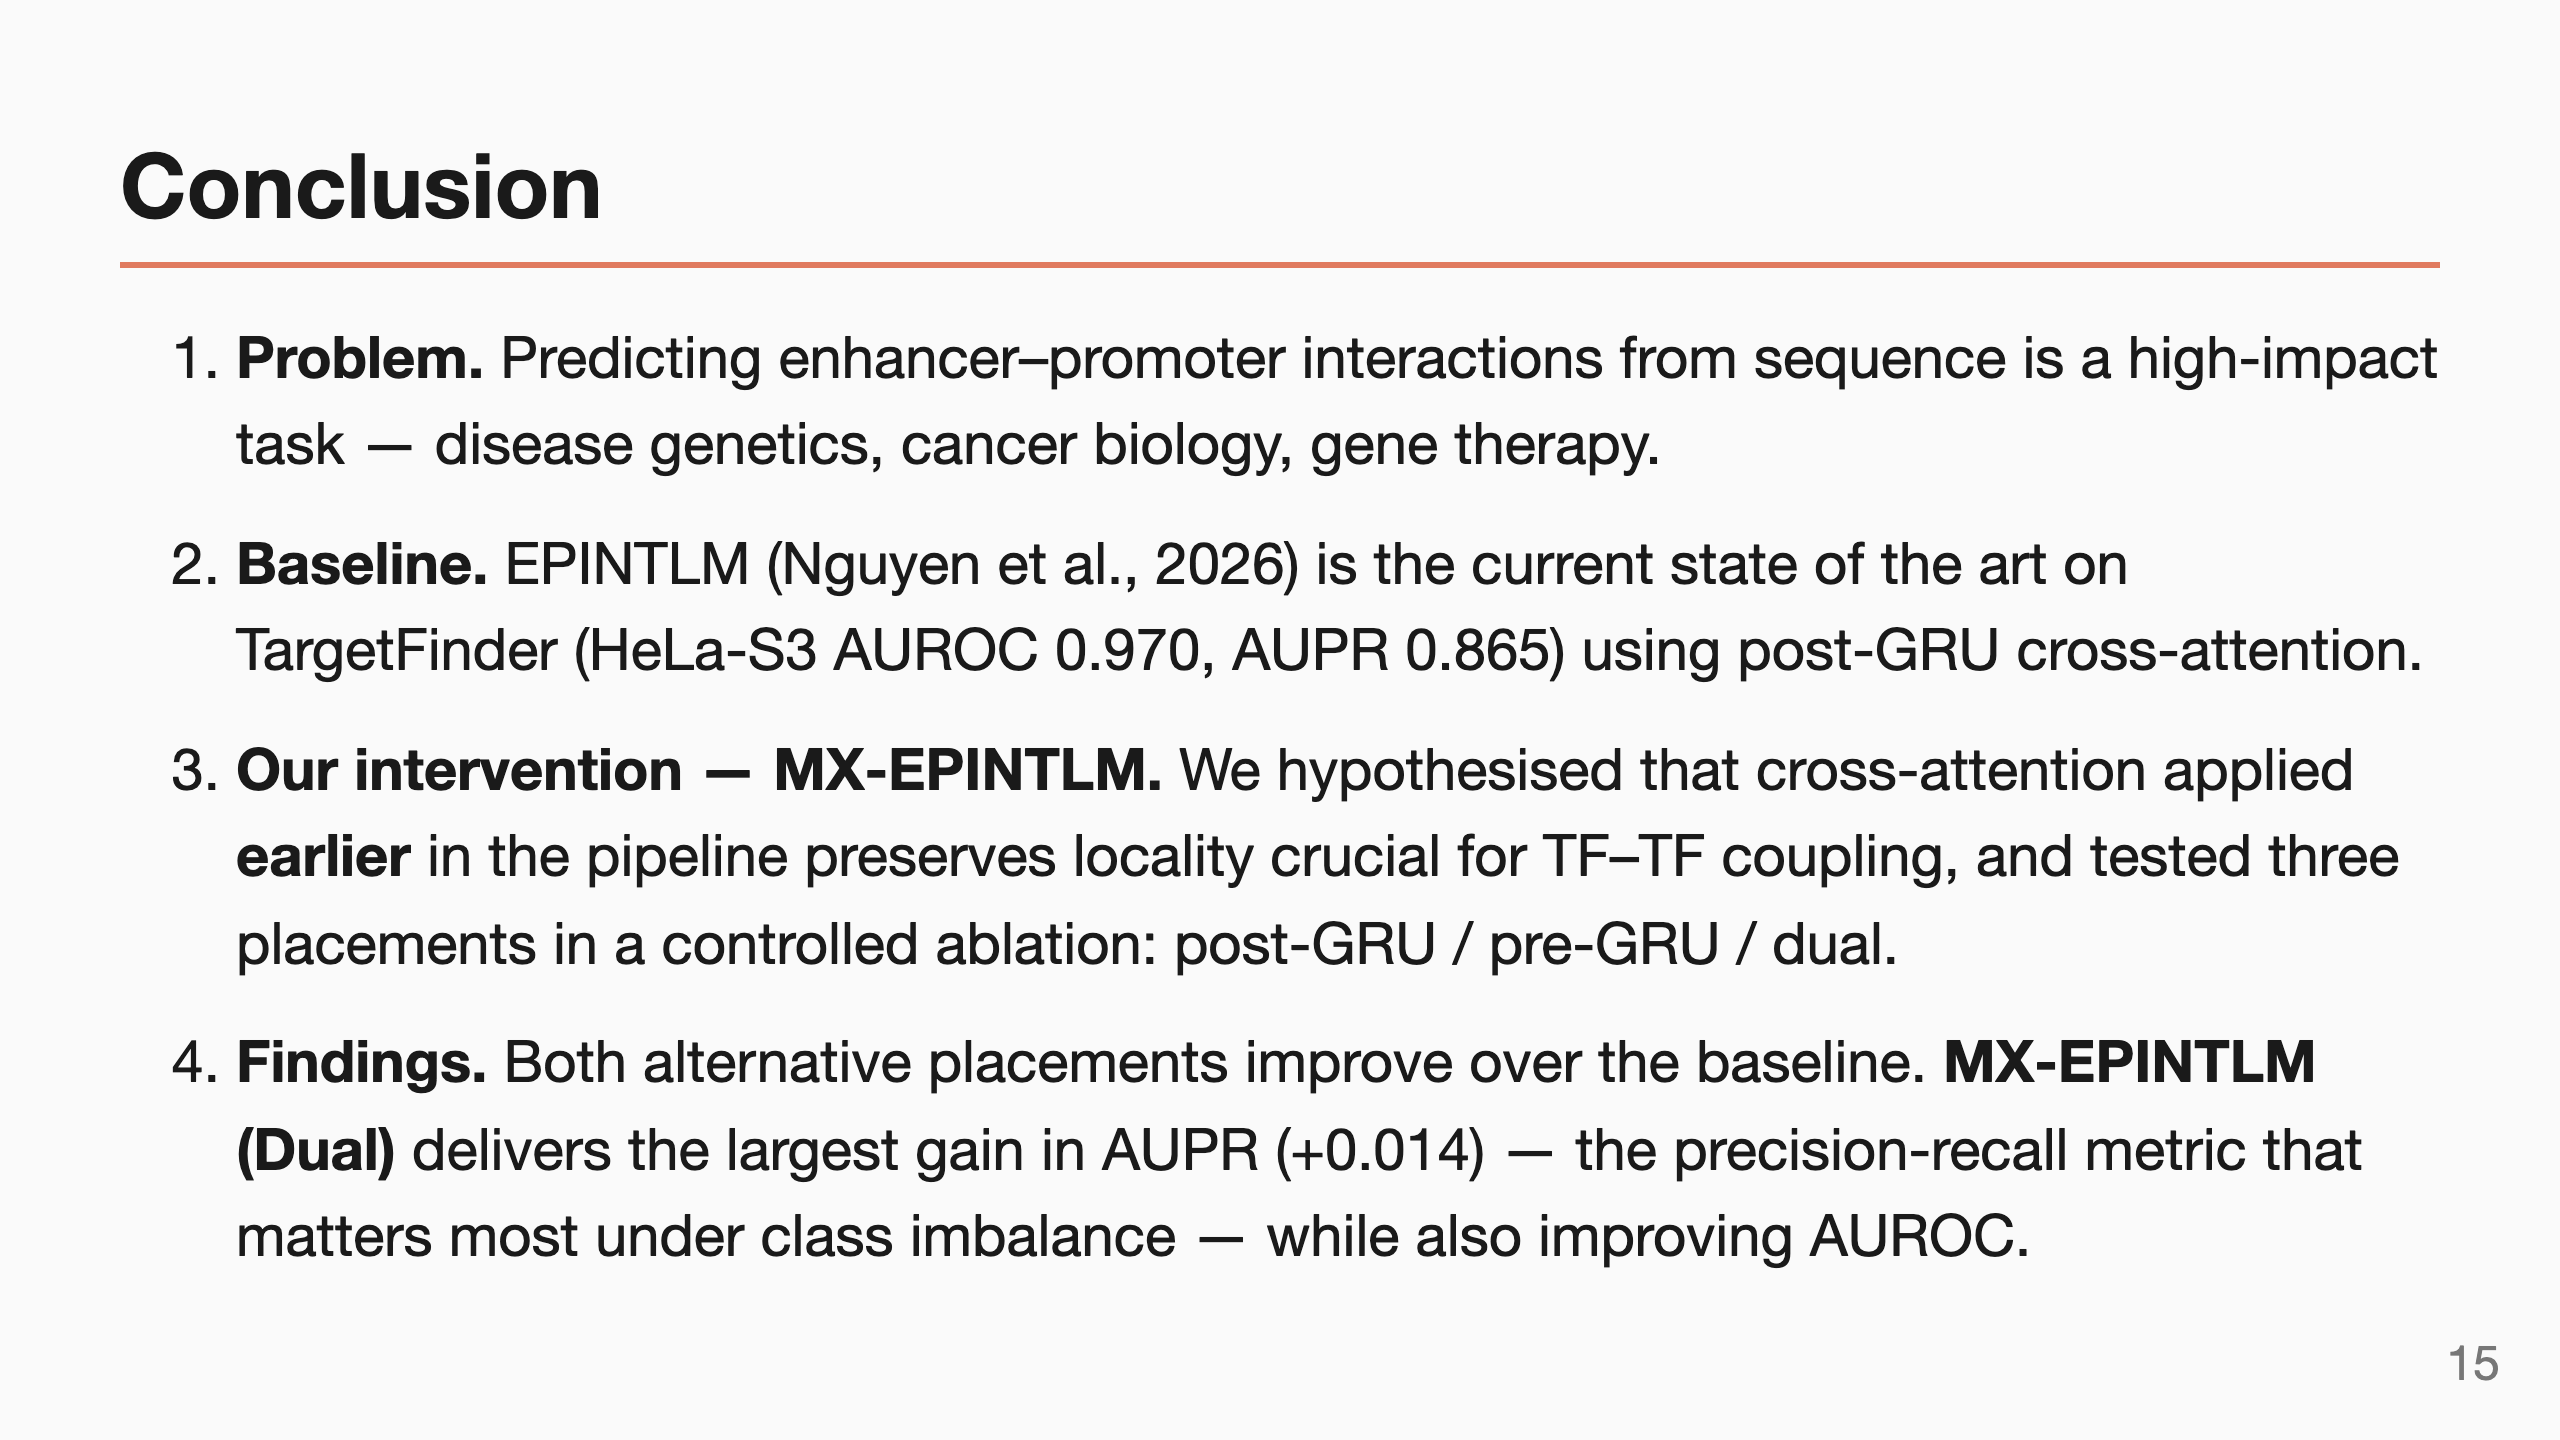 Conclusion
1. Problem. Predicting enhancer–promoter interactions from sequence is a high-impact
task — disease genetics, cancer biology, gene therapy.
2. Baseline. EPINTLM (Nguyen et al., 2026) is the current state of the art on
TargetFinder (HeLa-S3 AUROC 0.970, AUPR 0.865) using post-GRU cross-attention.
3. Our intervention — MX-EPINTLM. We hypothesised that cross-attention applied
earlier in the pipeline preserves locality crucial for TF–TF coupling, and tested three
placements in a controlled ablation: post-GRU / pre-GRU / dual.
4. Findings. Both alternative placements improve over the baseline. MX-EPINTLM
(Dual) delivers the largest gain in AUPR (+0.014) — the precision-recall metric that
matters most under class imbalance — while also improving AUROC.
15